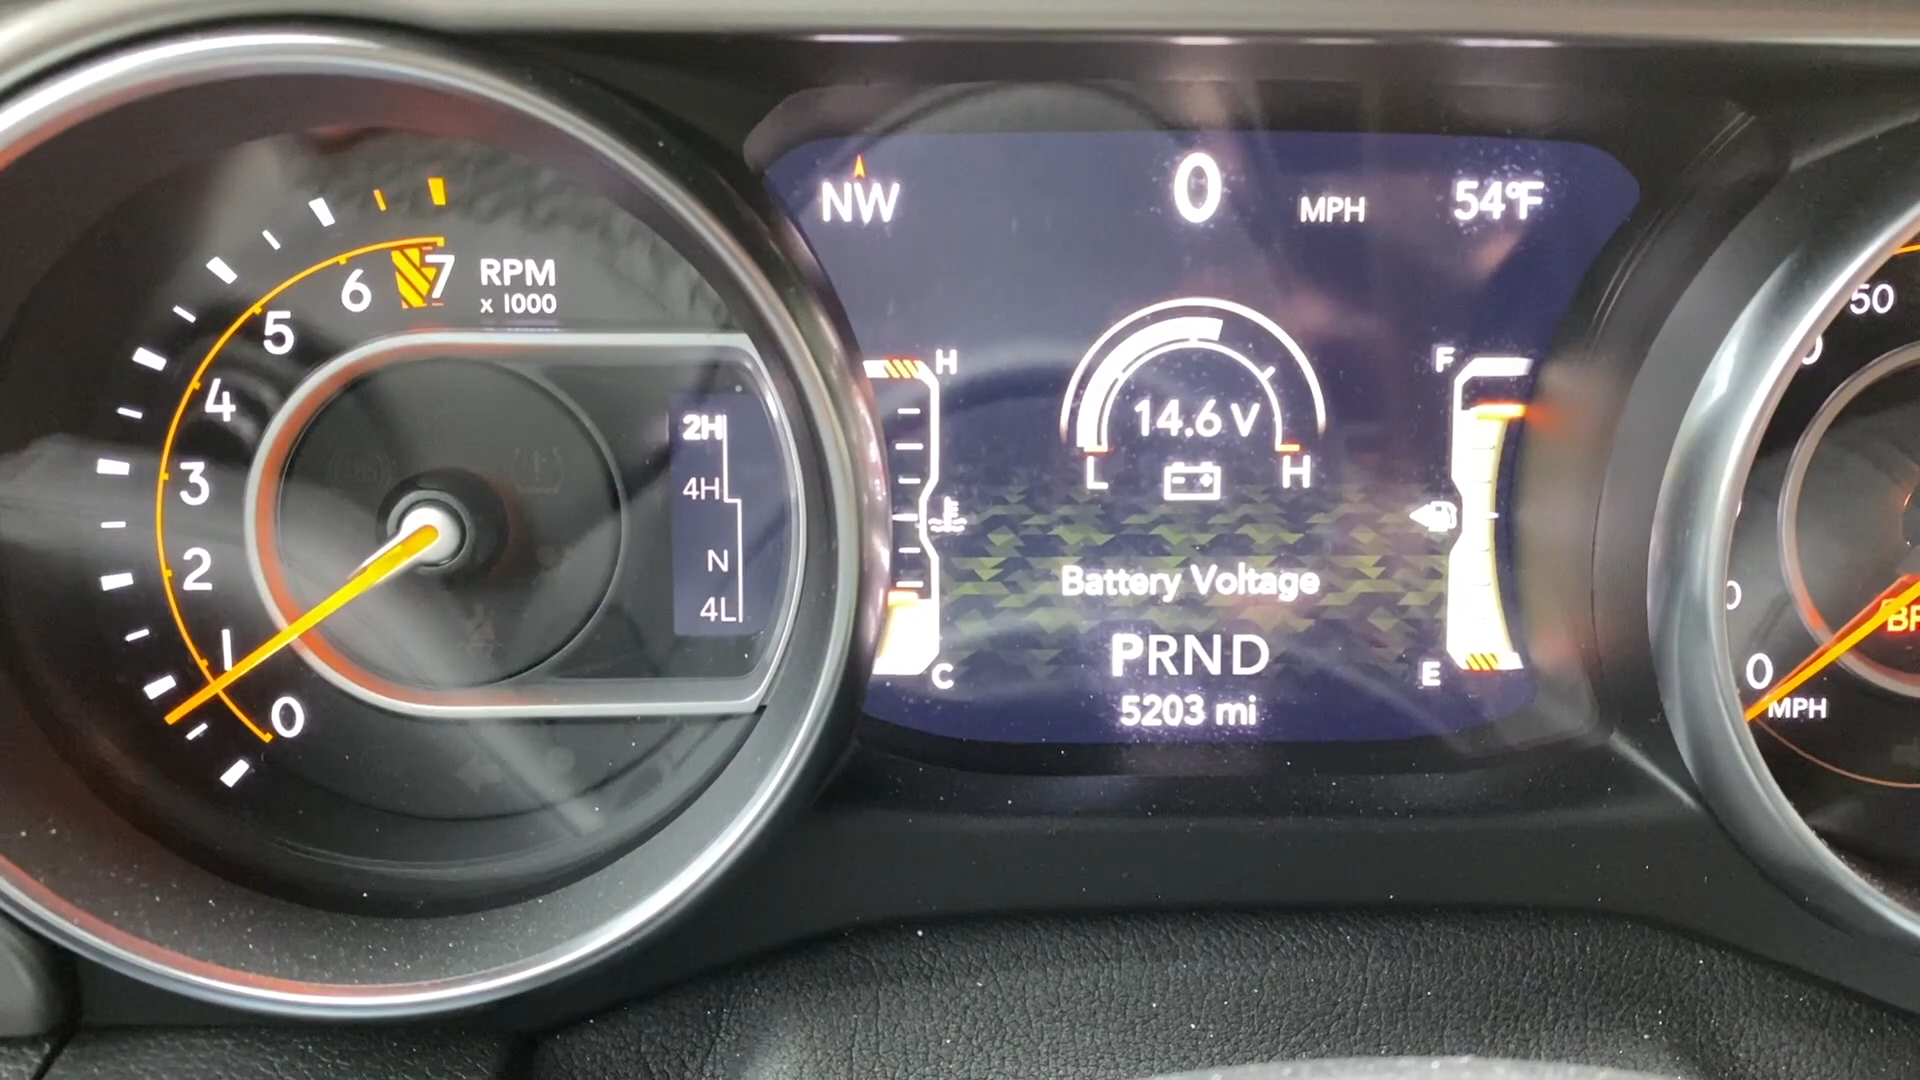 NW
0 MPH
54°F
7
6
5
4
3
2
1
0
RPM
x 1000
2H
4H
N
4L
H
C
14.6 V
L H
Battery Voltage
PRND
5203 mi
F
E
50
0
MPH